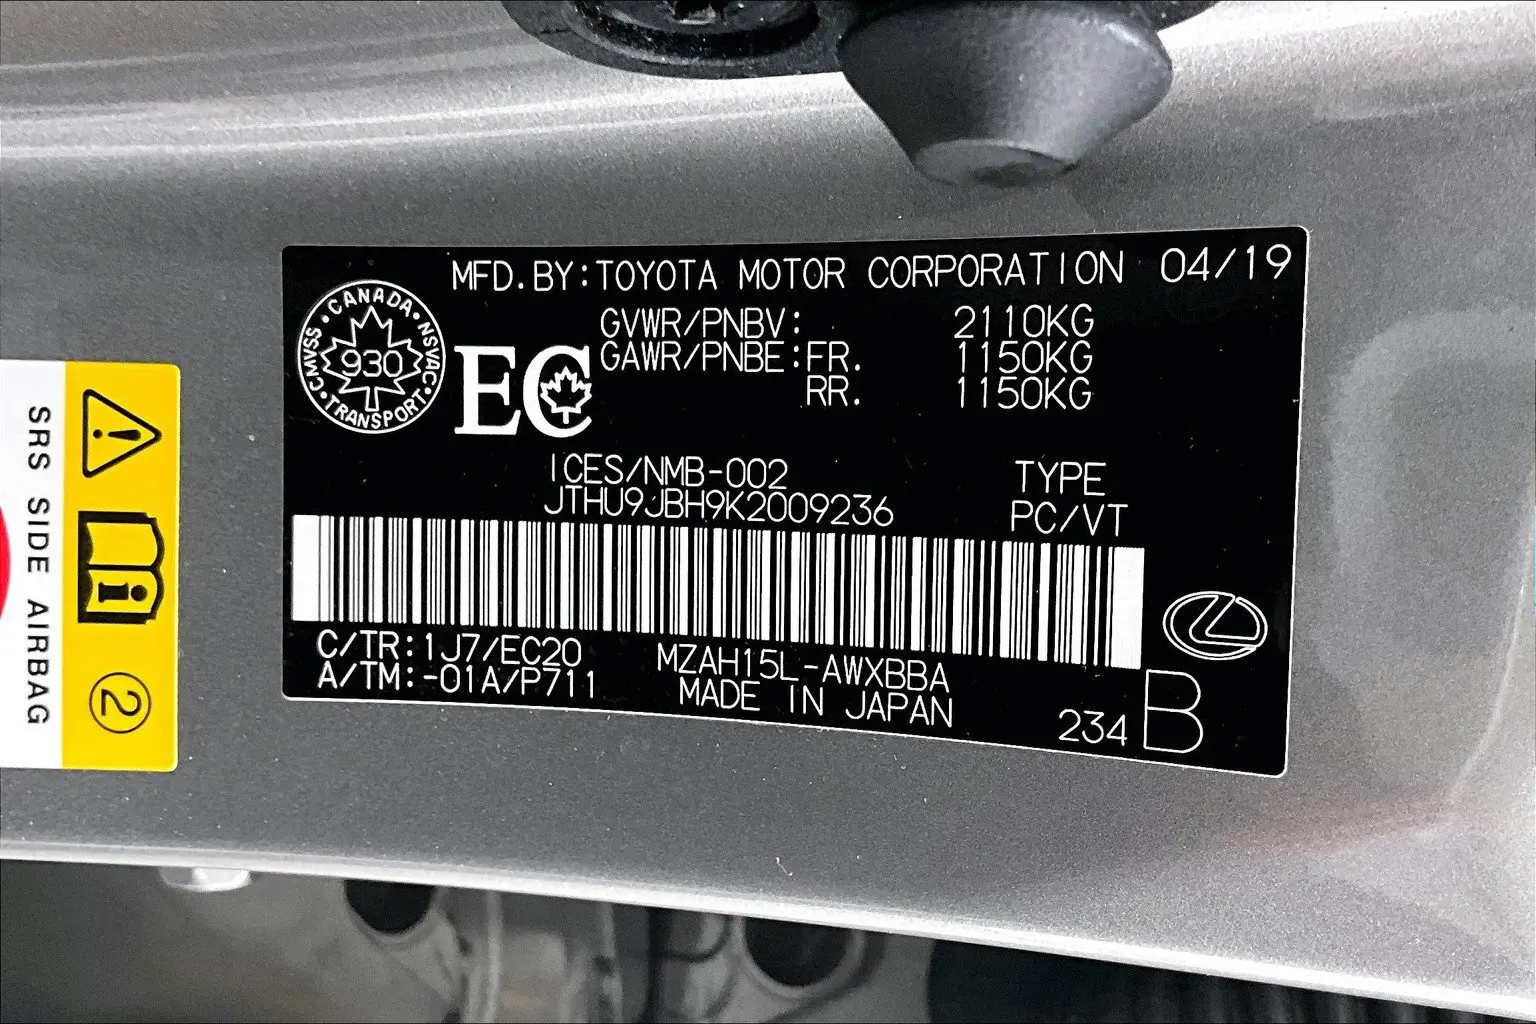 MFD.BY:TOYOTA MOTOR CORPORATION 04/19
CANADA
CMVSS 930 NSVAC
TRANSPORT
EC
GVWR/PNBV: 2110KG
GAWR/PNBE:FR. 1150KG
RR. 1150KG
ICES/NMB-002
JTHU9JBH9K2009236
TYPE
PC/VT
C/TR:1J7/EC20
A/TM:-01A/P711
MZAH15L-AWXBBA
MADE IN JAPAN
234 B
SRS SIDE AIRBAG
2